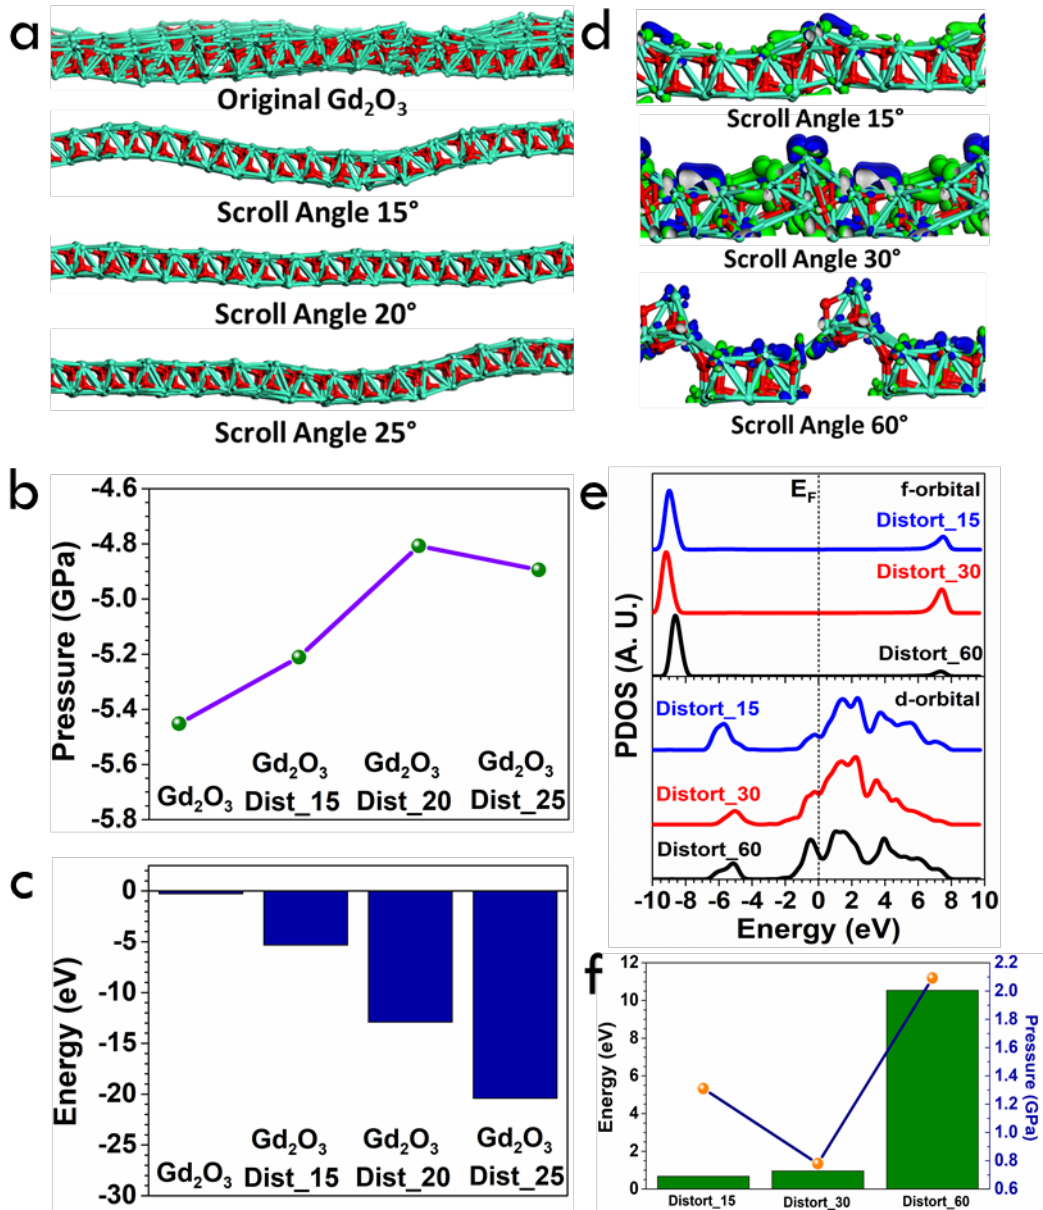 a
Original Gd₂O₃
Scroll Angle 15°
Scroll Angle 20°
Scroll Angle 25°
b
-4.6
-4.8
-5.0
-5.2
-5.4
-5.6
-5.8
Pressure (GPa)
Gd₂O₃
Gd₂O₃
Dist_15
Gd₂O₃
Dist_20
Gd₂O₃
Dist_25
c
0
-5
-10
-15
-20
-25
-30
Energy (eV)
Gd₂O₃
Gd₂O₃
Dist_15
Gd₂O₃
Dist_20
Gd₂O₃
Dist_25
d
Scroll Angle 15°
Scroll Angle 30°
Scroll Angle 60°
e
E_F
f-orbital
Distort_15
Distort_30
Distort_60
d-orbital
Distort_15
Distort_30
Distort_60
PDOS (A. U.)
-10 -8 -6 -4 -2 0 2 4 6 8 10
Energy (eV)
f
12
10
8
6
4
2
0
Energy (eV)
2.2
2.0
1.8
1.6
1.4
1.2
1.0
0.8
0.6
Pressure (GPa)
Distort_15 Distort_30 Distort_60